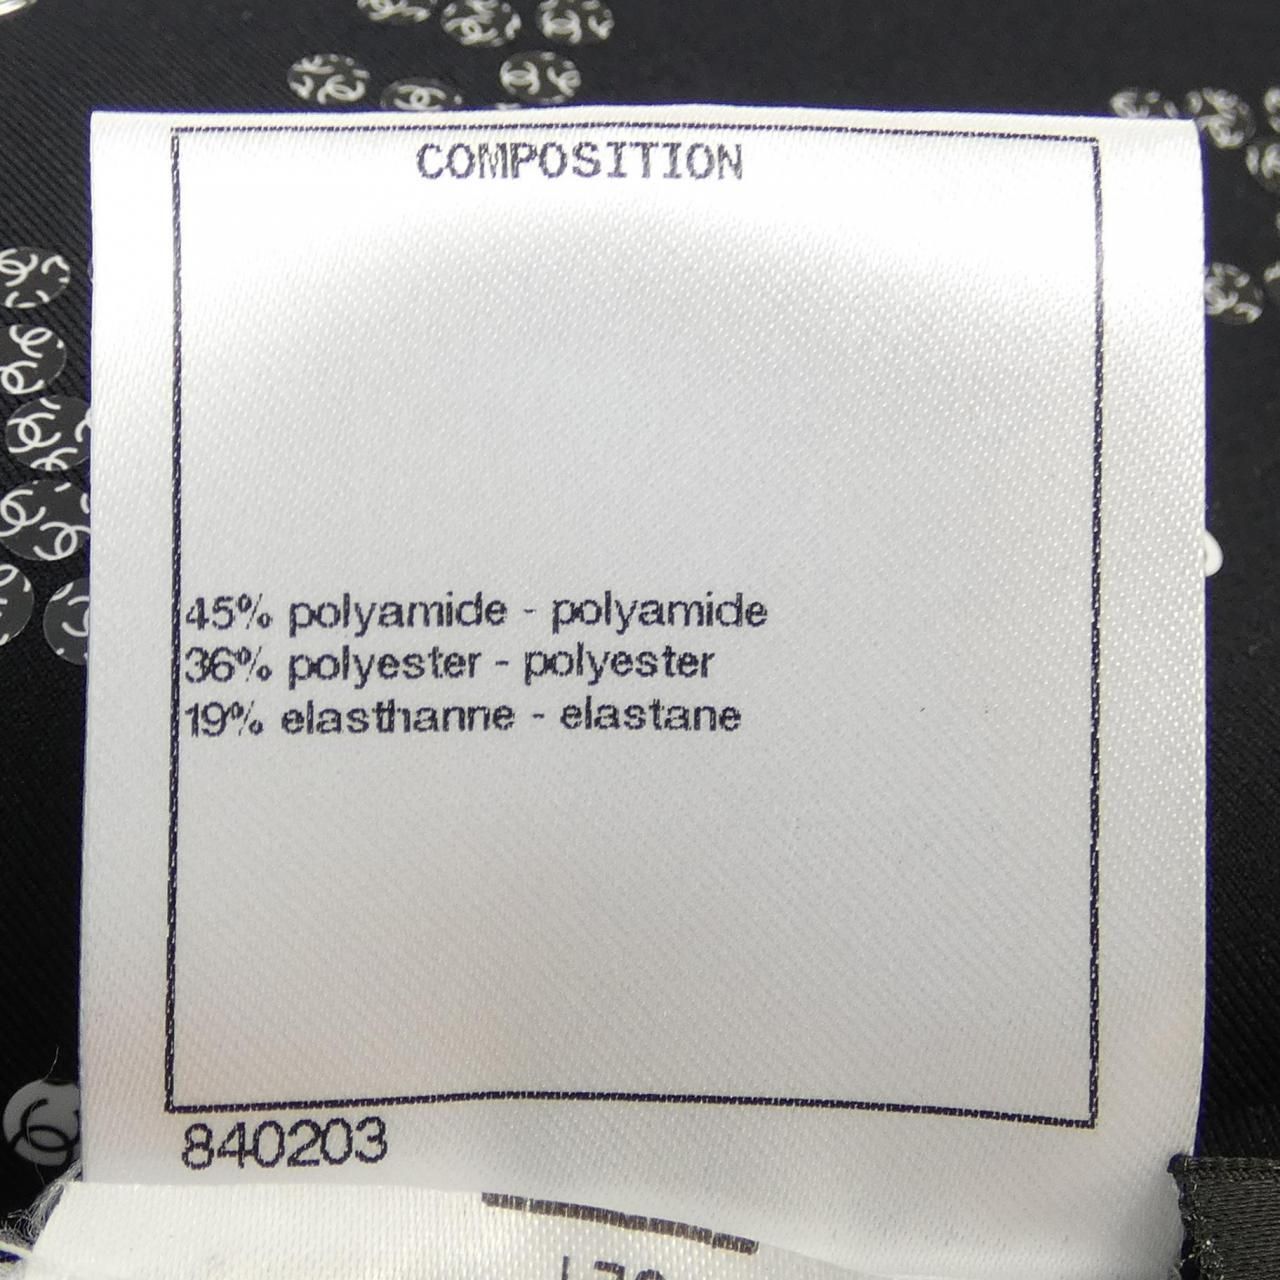 COMPOSITION
45% polyamide - polyamide
36% polyester - polyester
19% elasthanne - elastane
840203